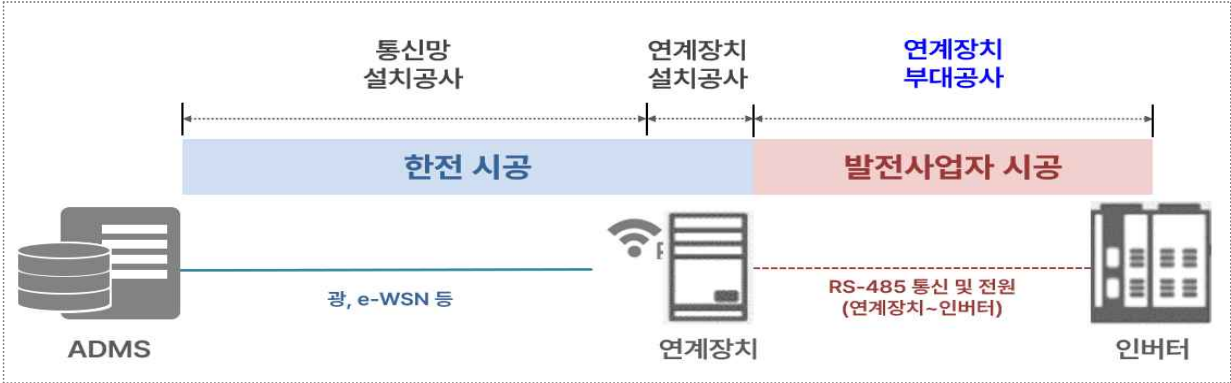 통신망
설치공사
연계장치
설치공사
연계장치
부대공사
한전 시공
발전사업자 시공
광, e-WSN 등
RS-485 통신 및 전원
(연계장치~인버터)
ADMS
연계장치
인버터